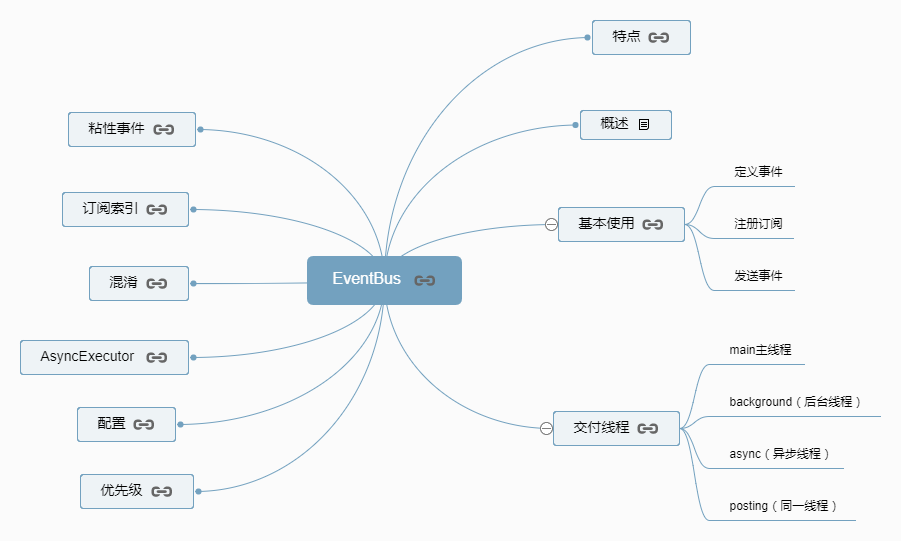 特点
概述
粘性事件
定义事件
订阅索引
基本使用
注册订阅
发送事件
混淆
EventBus
AsyncExecutor
main主线程
background（后台线程）
配置
交付线程
async（异步线程）
优先级
posting（同一线程）